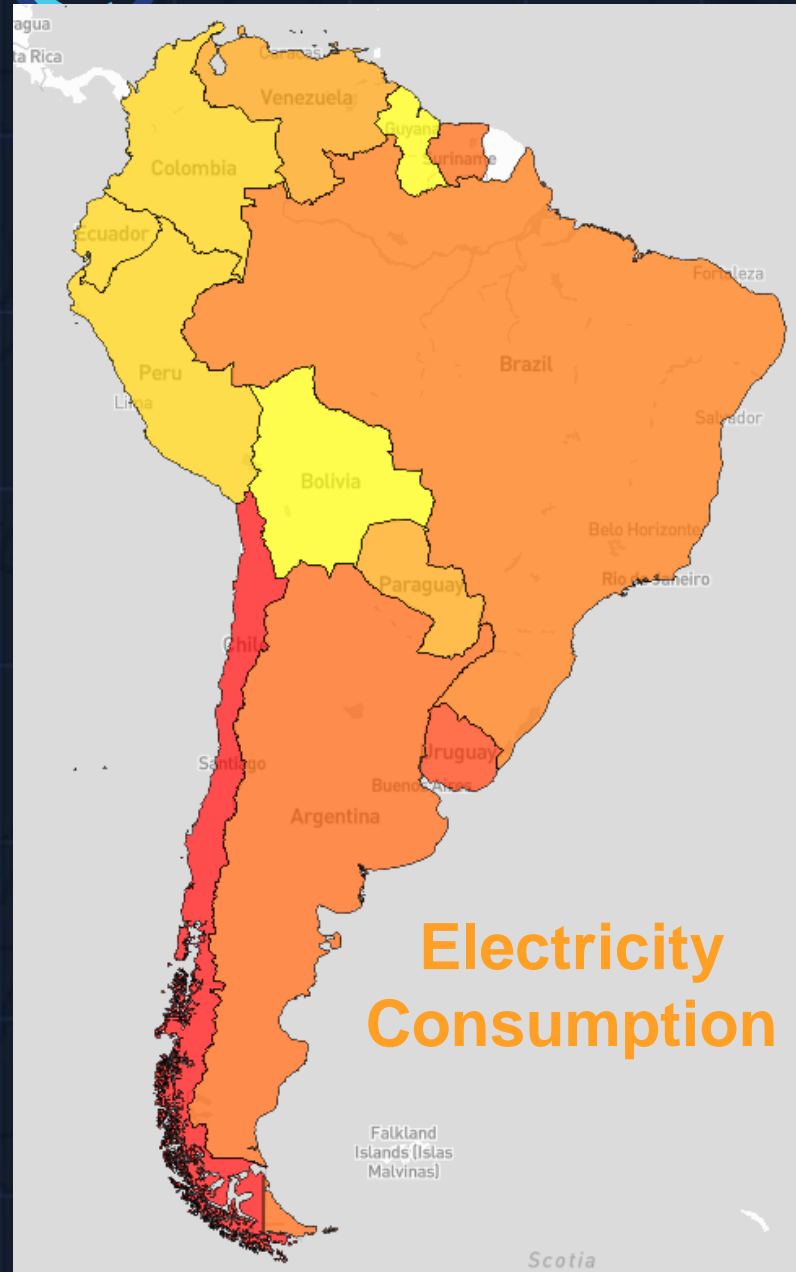 agua
ta Rica
Caracas
Venezuela
Guyana
Suriname
Colombia
Ecuador
Fortaleza
Peru
Brazil
Lima
Salvador
Bolivia
Belo Horizonte
Paraguay
Rio de Janeiro
Chile
Santiago
Uruguay
Buenos Aires
Argentina
Electricity
Consumption
Falkland
Islands (Islas
Malvinas)
Scotia